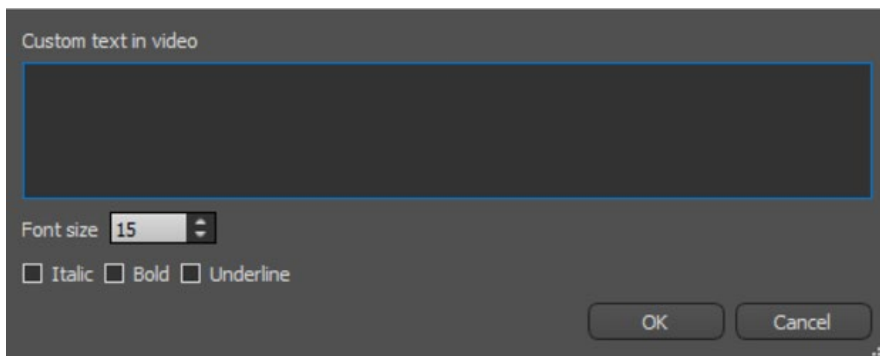 Custom text in video
Font size 15
Italic Bold Underline
OK Cancel